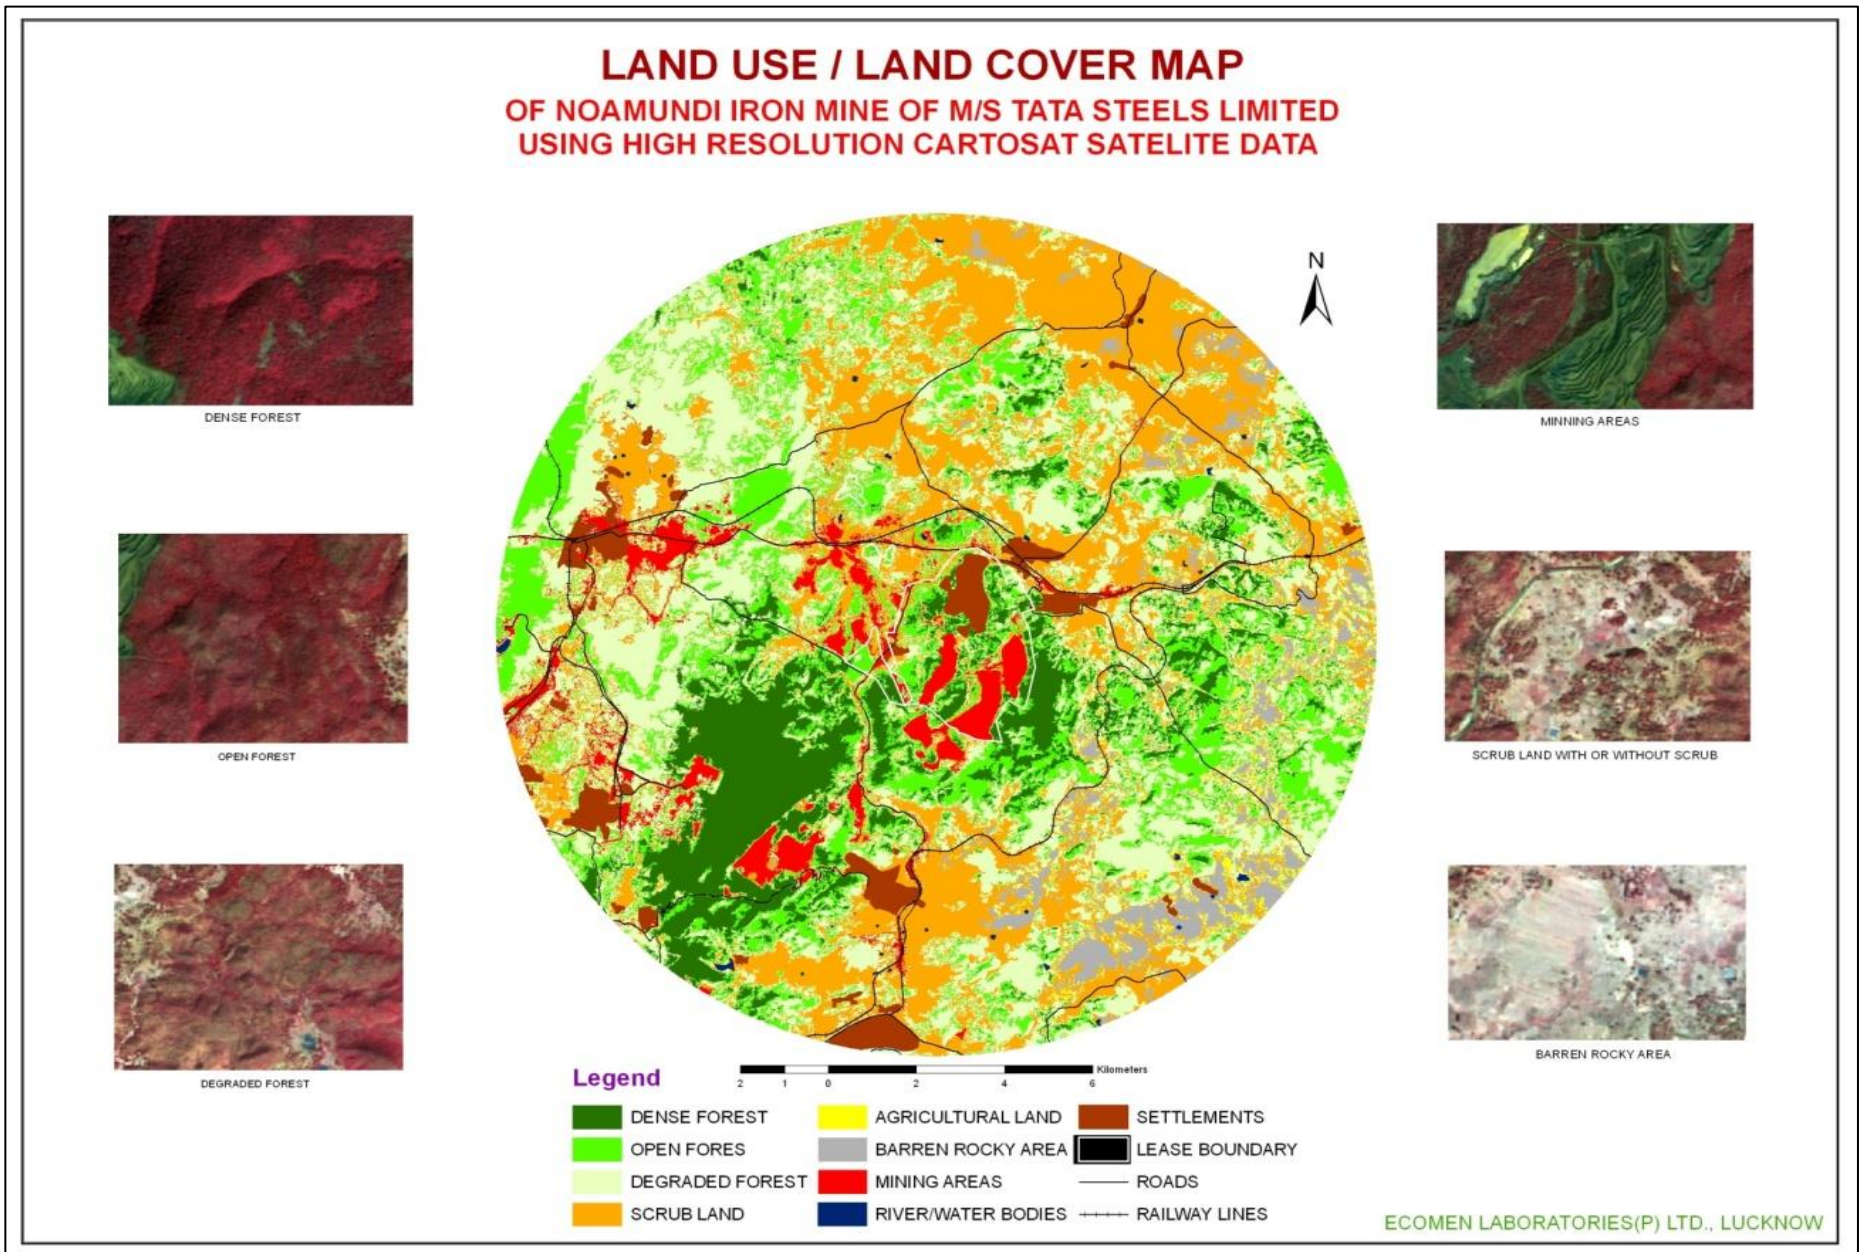 LAND USE / LAND COVER MAP
OF NOAMUNDI IRON MINE OF M/S TATA STEELS LIMITED
USING HIGH RESOLUTION CARTOSAT SATELITE DATA
N
DENSE FOREST
MINNING AREAS
OPEN FOREST
SCRUB LAND WITH OR WITHOUT SCRUB
DEGRADED FOREST
BARREN ROCKY AREA
Legend
Kilometers
2 1 0 2 4 6
DENSE FOREST
OPEN FORES
DEGRADED FOREST
SCRUB LAND
AGRICULTURAL LAND
BARREN ROCKY AREA
MINING AREAS
RIVER/WATER BODIES
SETTLEMENTS
LEASE BOUNDARY
ROADS
RAILWAY LINES
ECOMEN LABORATORIES(P) LTD., LUCKNOW